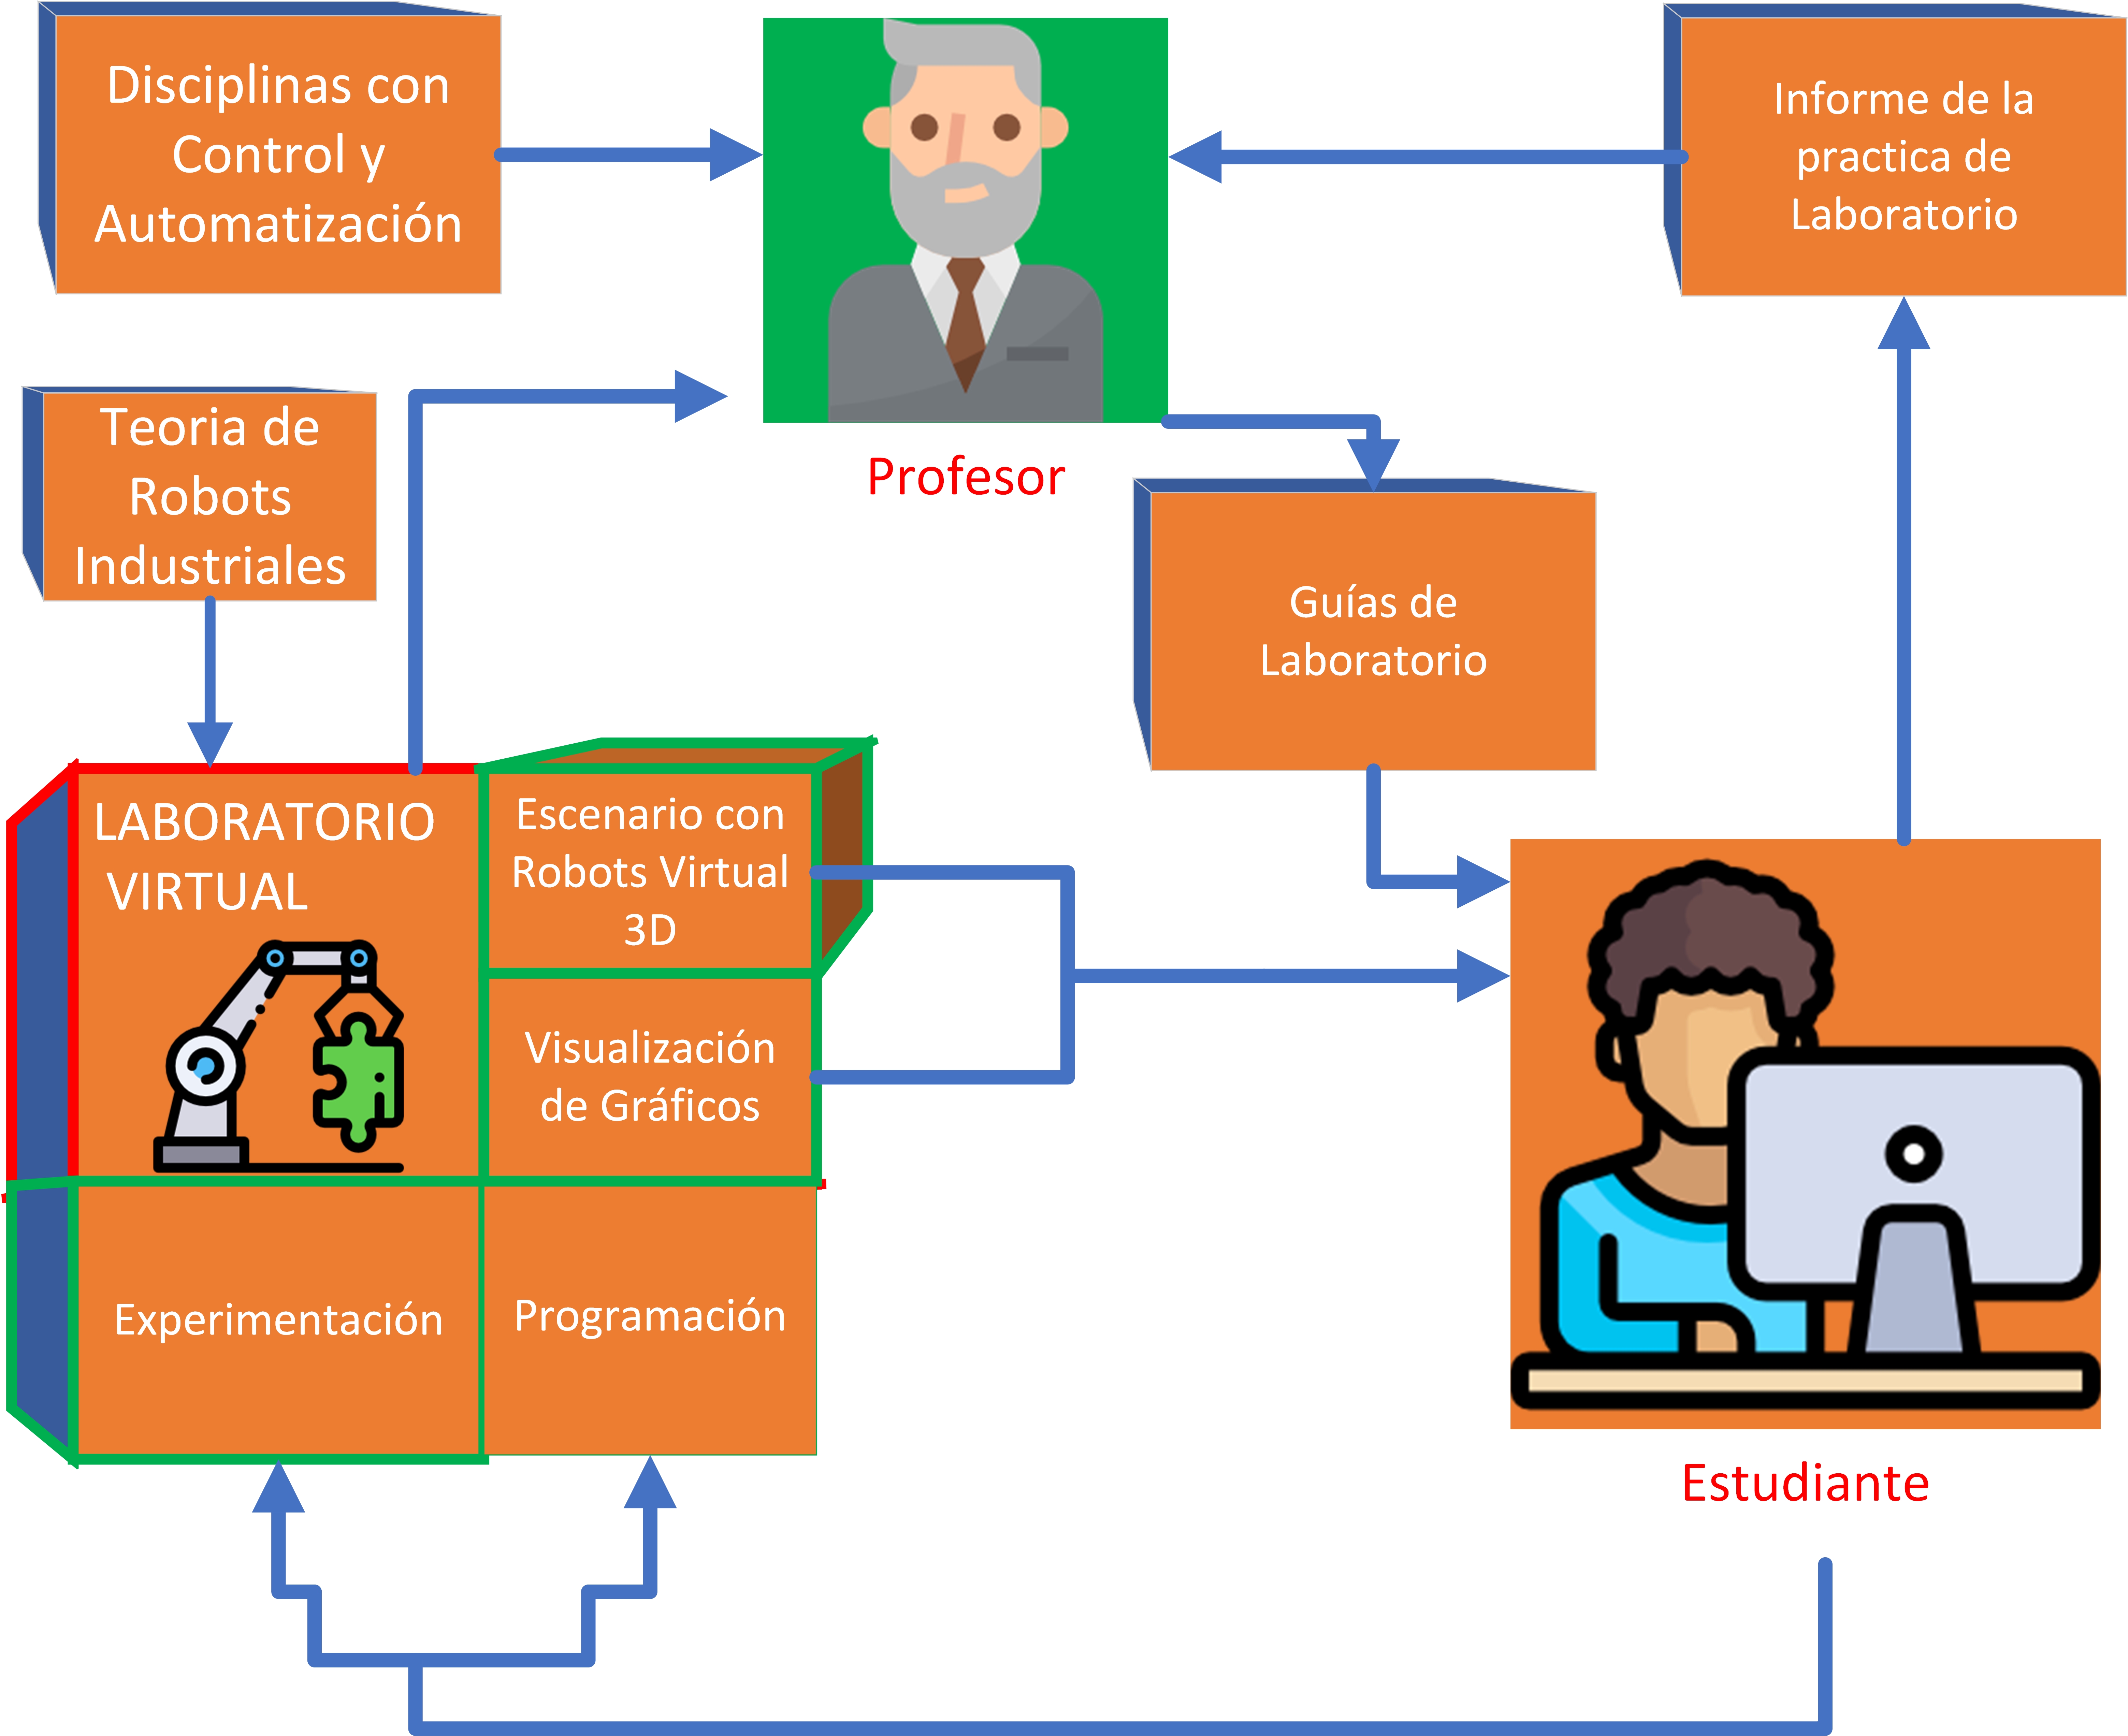 Disciplinas con
Control y
Automatización
Informe de la
practica de
Laboratorio
Teoria de
Robots
Industriales
Profesor
Guías de
Laboratorio
LABORATORIO
VIRTUAL
Escenario con
Robots Virtual
3D
Visualización
de Gráficos
Experimentación
Programación
Estudiante